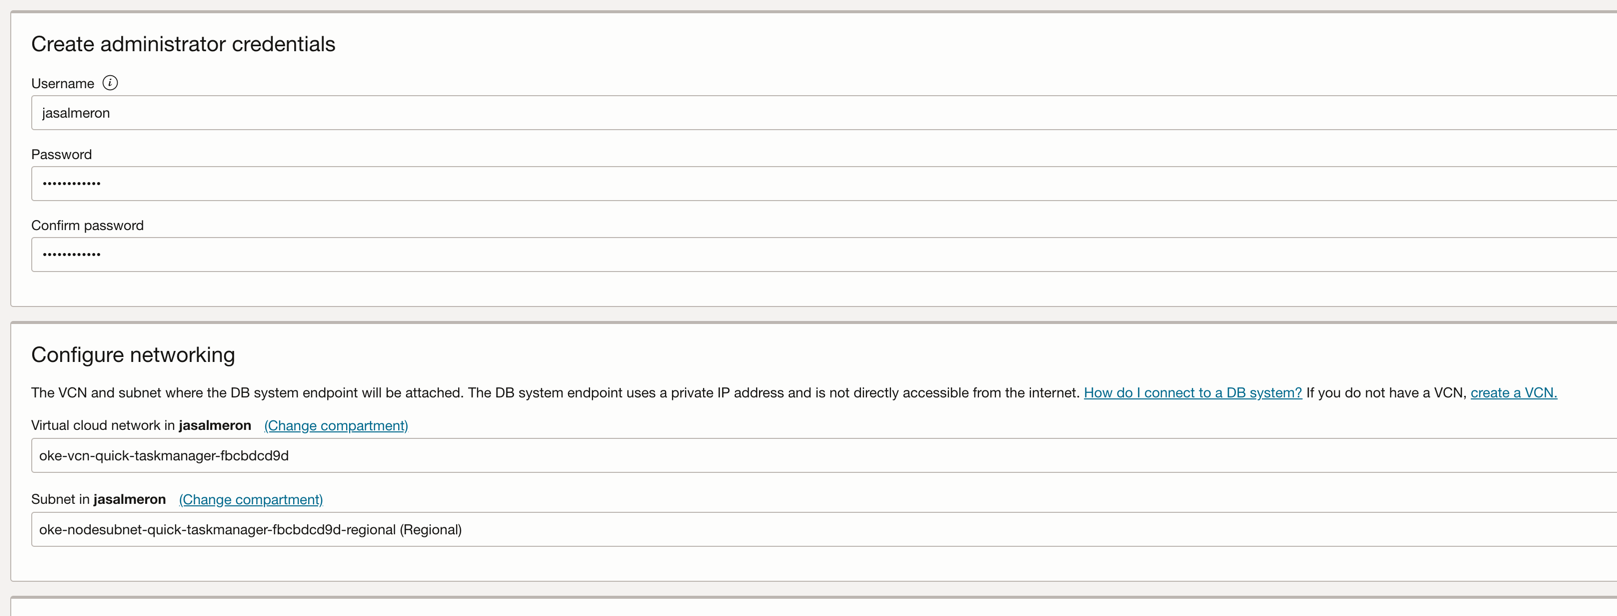 Create administrator credentials
Username
jasalmeron
Password
••••••••••••
Confirm password
••••••••••••
Configure networking
The VCN and subnet where the DB system endpoint will be attached. The DB system endpoint uses a private IP address and is not directly accessible from the internet. How do I connect to a DB system? If you do not have a VCN, create a VCN.
Virtual cloud network in jasalmeron (Change compartment)
oke-vcn-quick-taskmanager-fbcbdcd9d
Subnet in jasalmeron (Change compartment)
oke-nodesubnet-quick-taskmanager-fbcbdcd9d-regional (Regional)